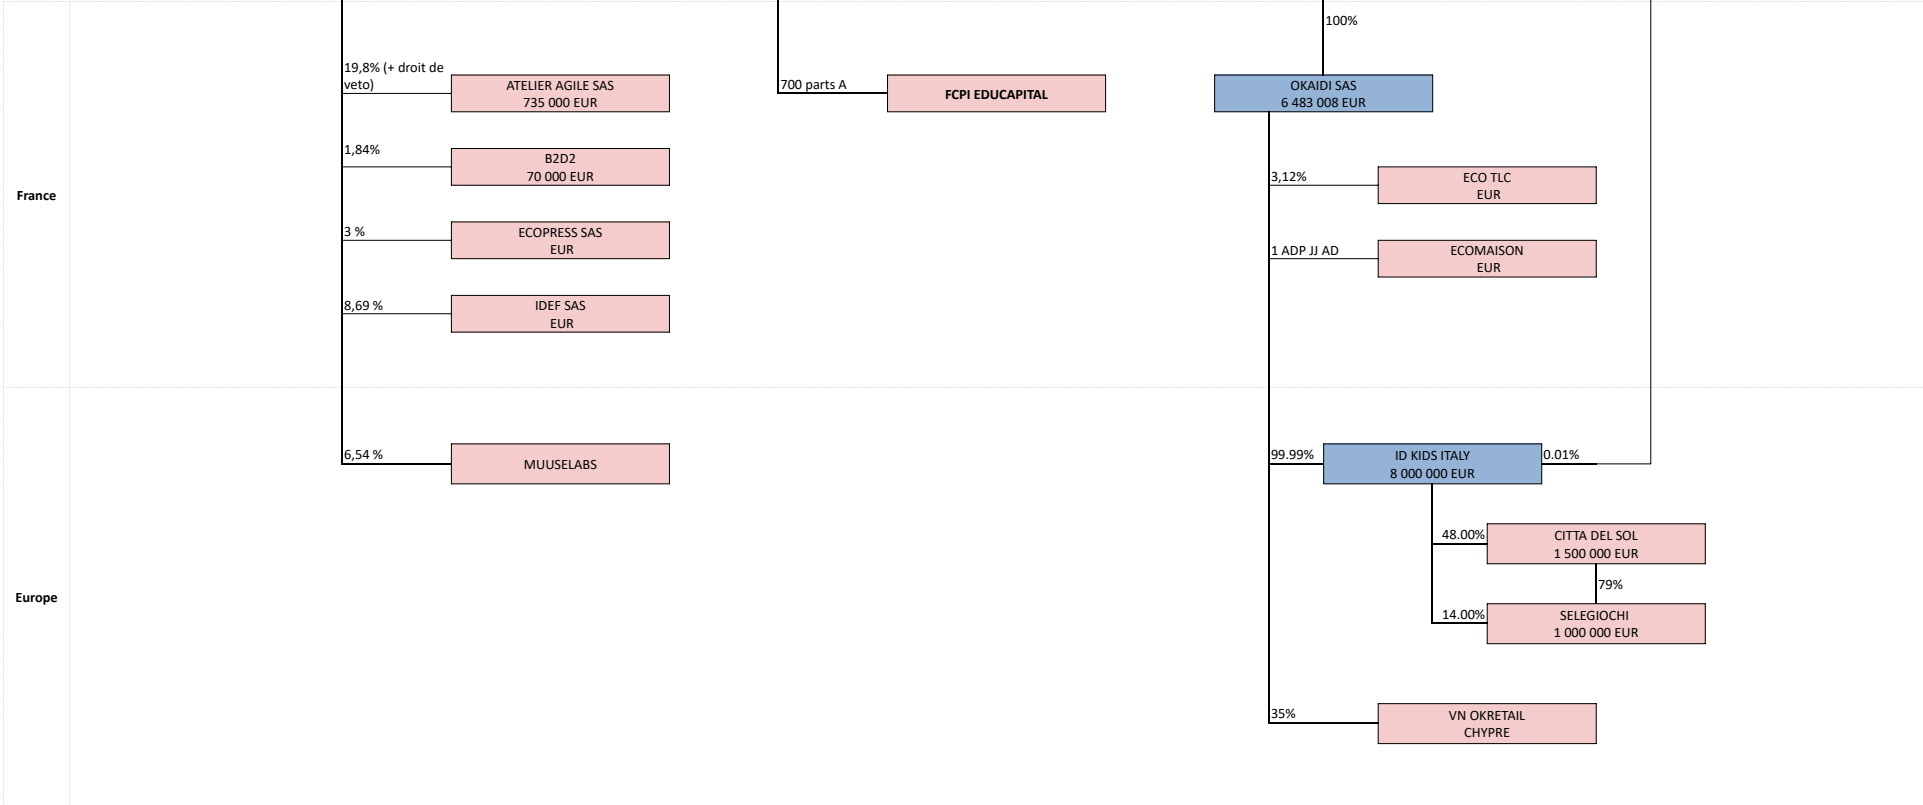 100%
19,8% (+ droit de
veto)
ATELIER AGILE SAS
735 000 EUR
700 parts A
FCPI EDUCAPITAL
OKAIDI SAS
6 483 008 EUR
1,84%
B2D2
70 000 EUR
3,12%
ECO TLC
EUR
France
3 %
ECOPRESS SAS
EUR
1 ADP JJ AD
ECOMAISON
EUR
8,69 %
IDEF SAS
EUR
6,54 %
MUUSELABS
99.99%
ID KIDS ITALY
8 000 000 EUR
0.01%
48.00%
CITTA DEL SOL
1 500 000 EUR
79%
Europe
14.00%
SELEGIOCHI
1 000 000 EUR
35%
VN OKRETAIL
CHYPRE